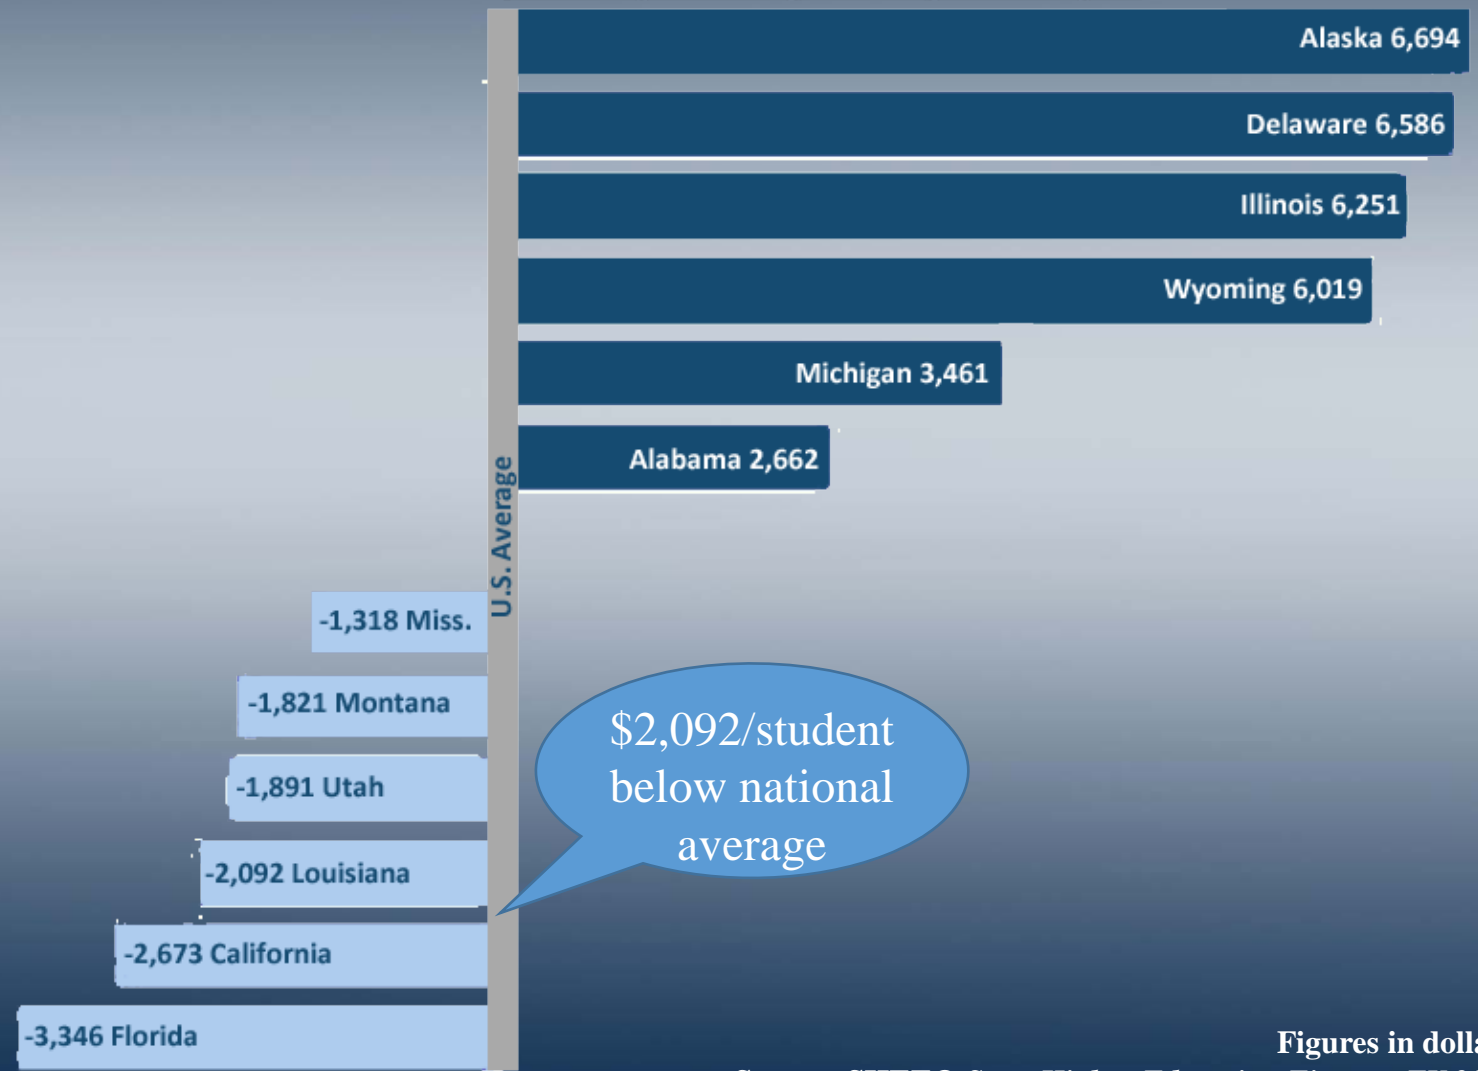 Alaska 6,694
Delaware 6,586
Illinois 6,251
Wyoming 6,019
Michigan 3,461
Alabama 2,662
U.S. Average
-1,318 Miss.
-1,821 Montana
-1,891 Utah
-2,092 Louisiana
-2,673 California
-3,346 Florida
$2,092/student
below national
average
Figures in